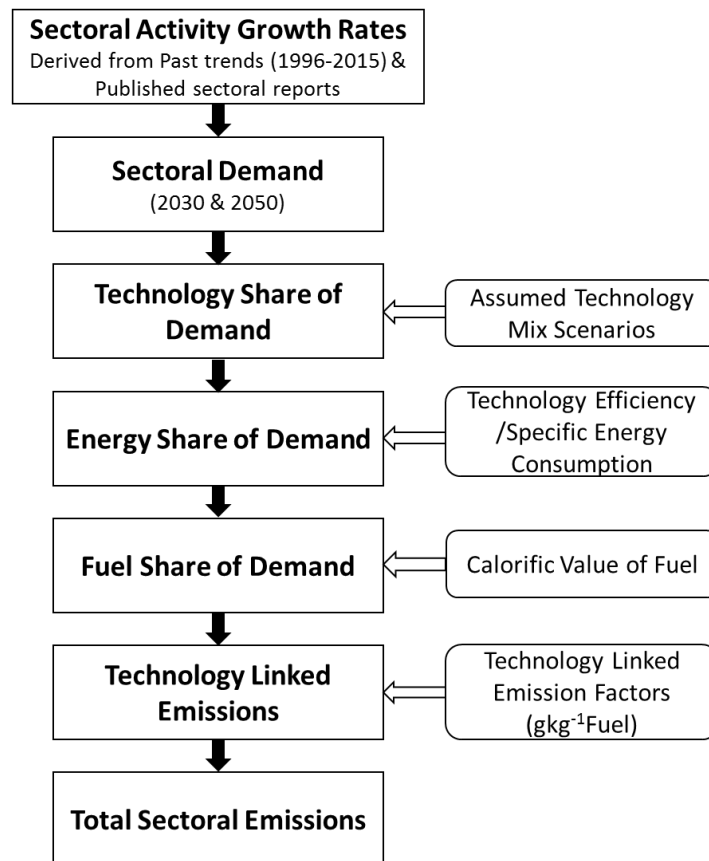 Sectoral Activity Growth Rates
Derived from Past trends (1996-2015) &
Published sectoral reports
Sectoral Demand
(2030 & 2050)
Technology Share of
Demand
Assumed Technology
Mix Scenarios
Energy Share of Demand
Technology Efficiency
/Specific Energy
Consumption
Fuel Share of Demand
Calorific Value of Fuel
Technology Linked
Emissions
Technology Linked
Emission Factors
(gkg⁻¹Fuel)
Total Sectoral Emissions